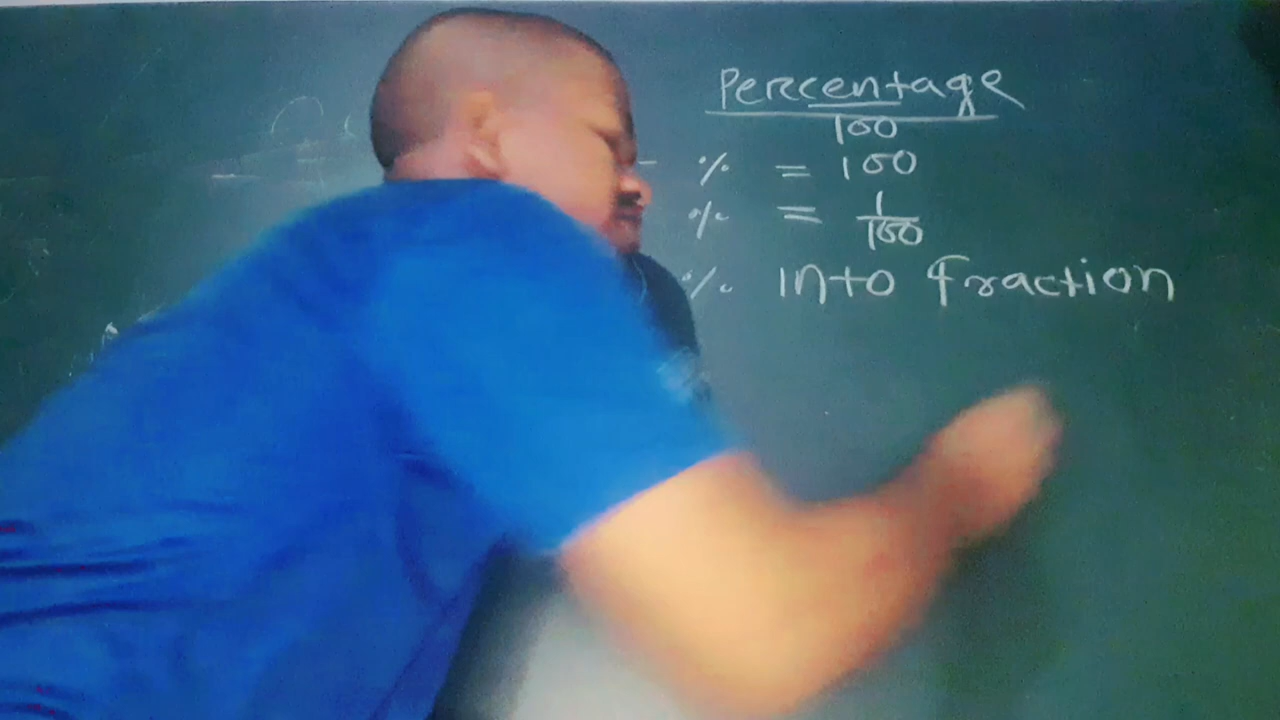 Percentage
100
% = 100
% = 1/100
% into fraction